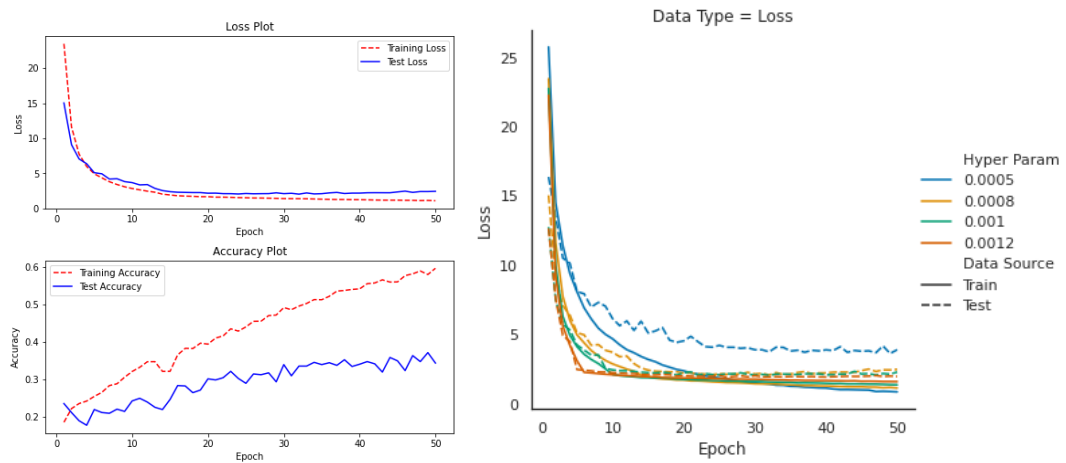 Loss Plot
Training Loss
Test Loss
20
15
10
5
0
Loss
0
10
20
30
40
50
Epoch
Accuracy Plot
Training Accuracy
Test Accuracy
0.6
0.5
0.4
0.3
0.2
Accuracy
0
10
20
30
40
50
Epoch
Data Type = Loss
25
20
15
10
5
0
Loss
0
10
20
30
40
50
Epoch
Hyper Param
0.0005
0.0008
0.001
0.0012
Data Source
Train
Test